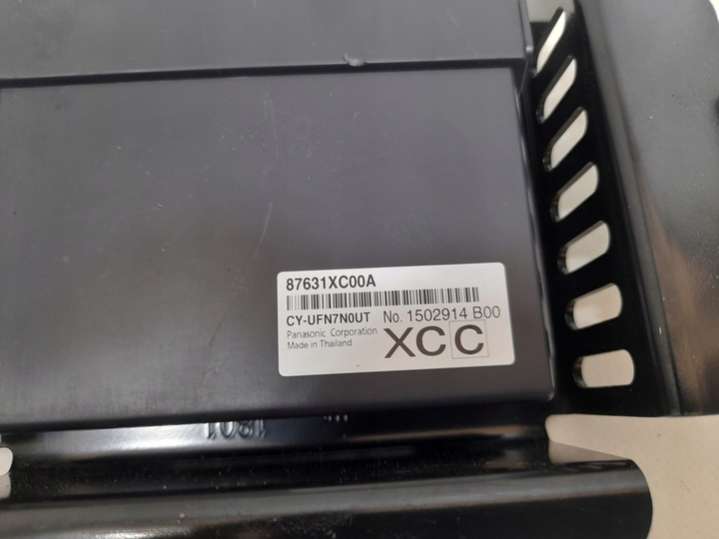 87631XC00A
CY-UFN7N0UT No. 1502914 B00
Panasonic Corporation
Made in Thailand
XCC C